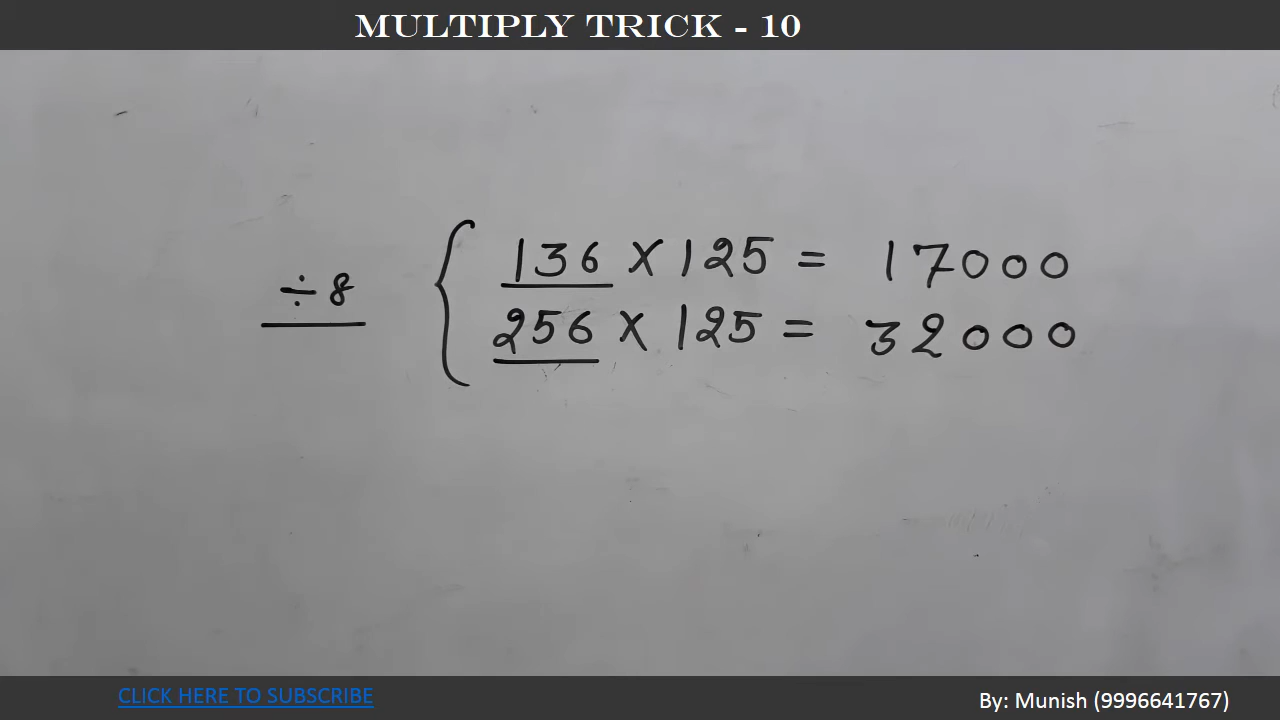 MULTIPLY TRICK - 10
136 X 125 = 17000
÷8
256 X 125 = 32000
CLICK HERE TO SUBSCRIBE
By: Munish (9996641767)